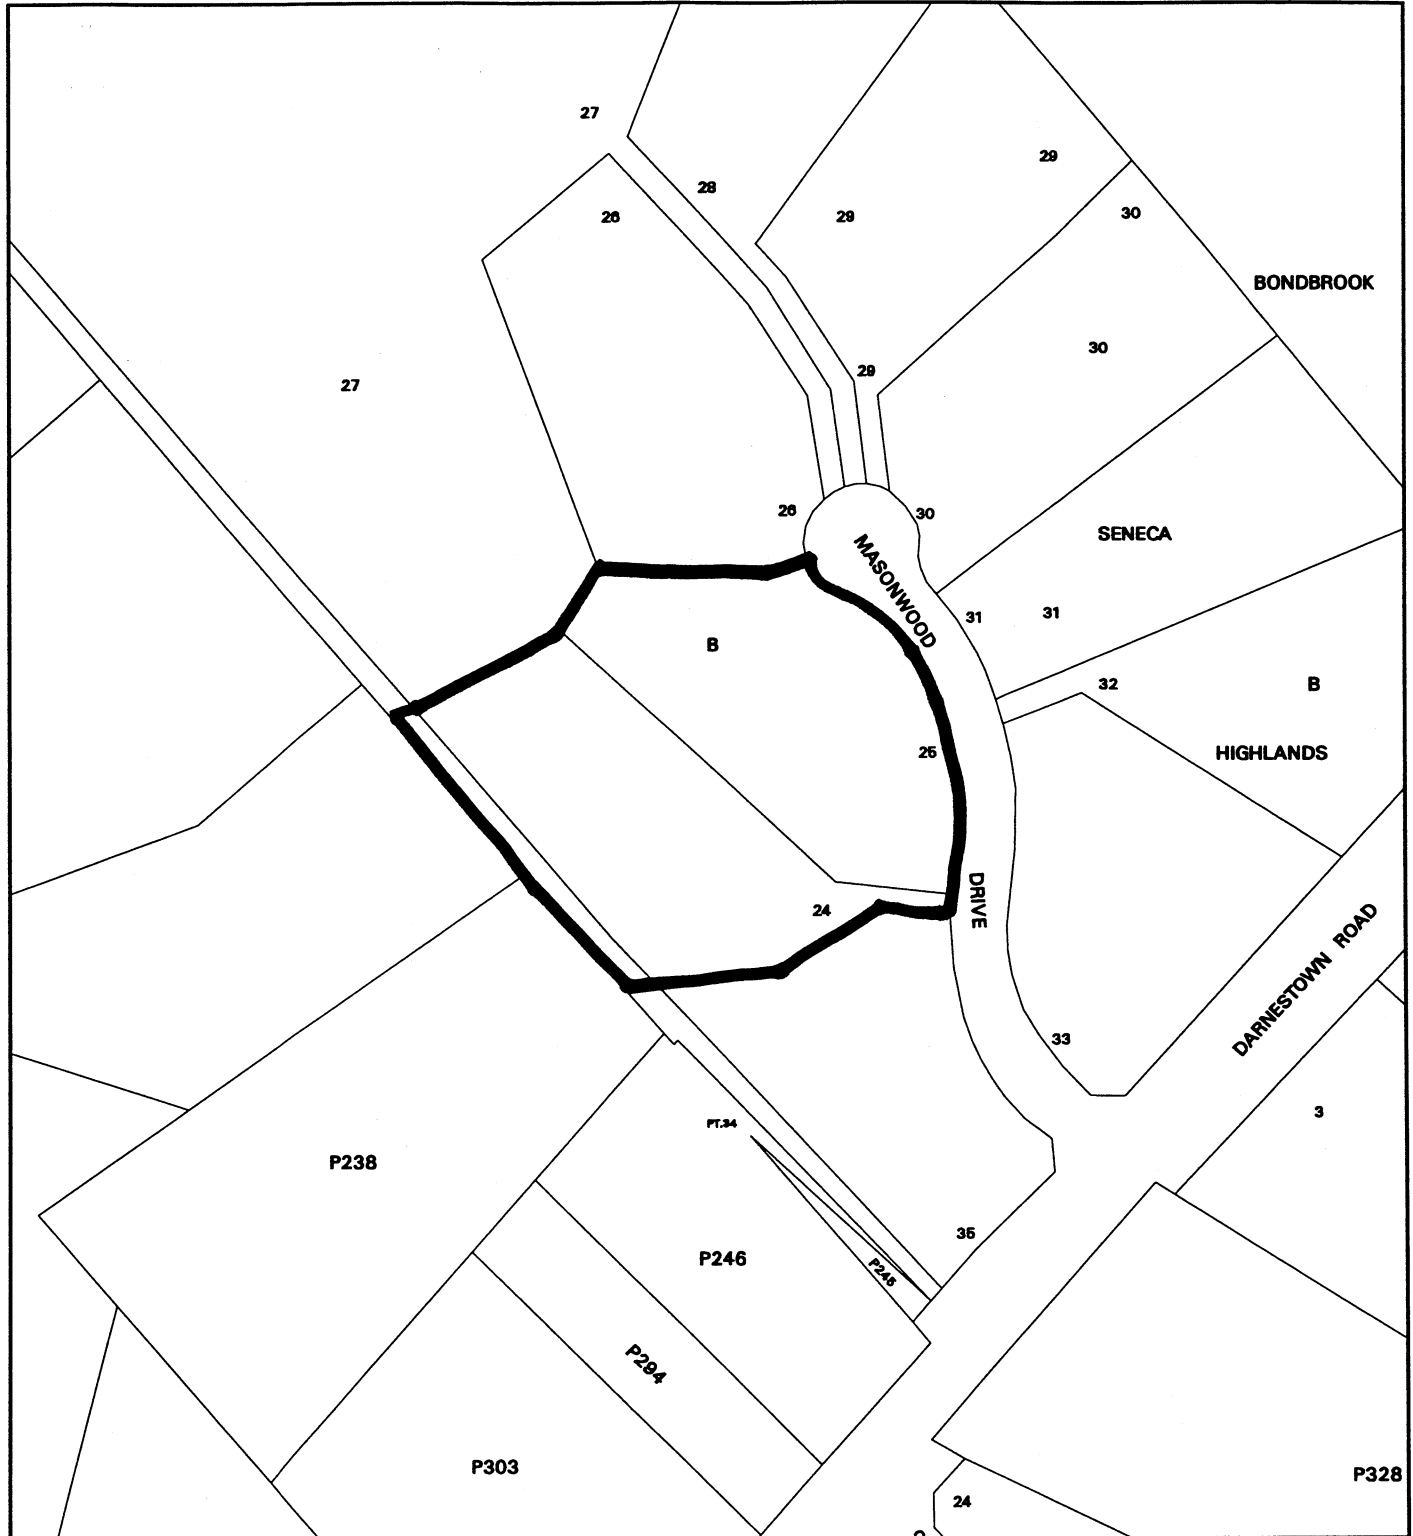 27
29
28
26
29
30
BONDBROOK
30
29
27
26
30
SENECA
MASONWOOD
31
31
B
32
B
25
HIGHLANDS
DRIVE
24
DARNESTOWN ROAD
33
3
PT.34
P238
35
P246
P245
P294
P303
P328
24